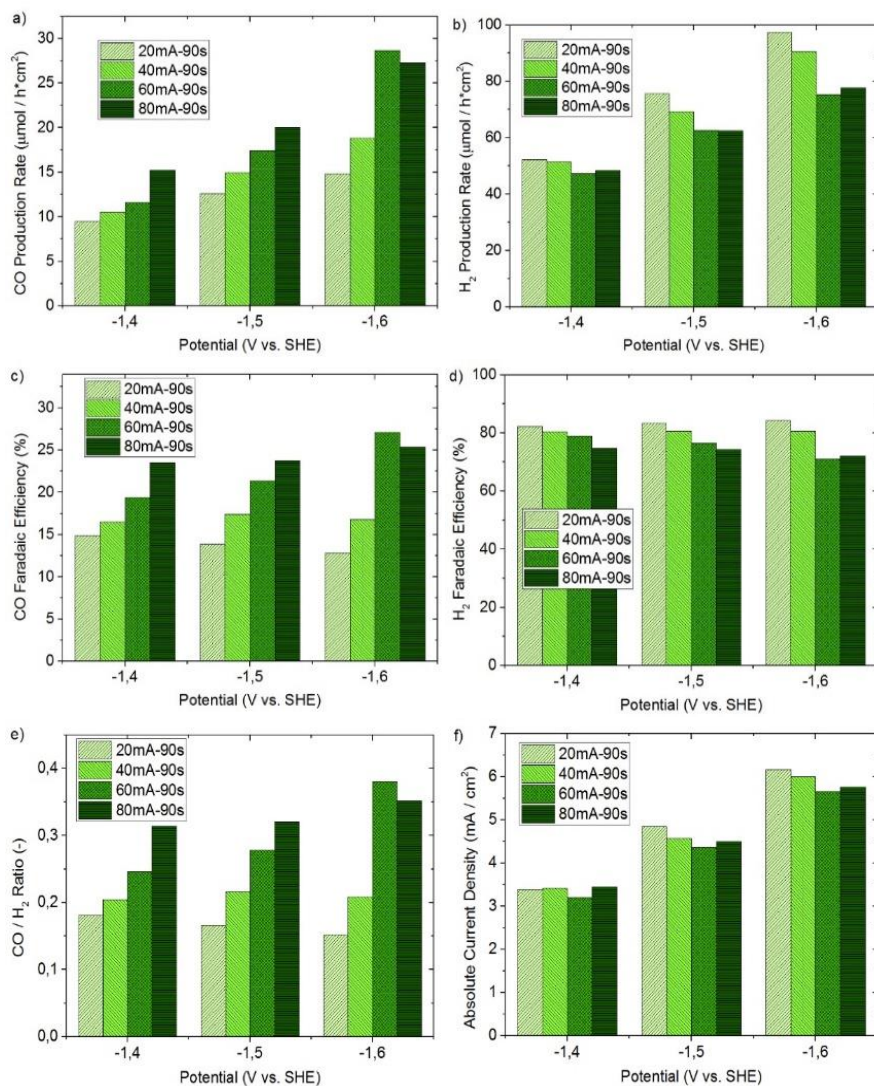 a)
30
25
20
15
10
5
0
CO Production Rate (μmol / h*cm²)
20mA-90s
40mA-90s
60mA-90s
80mA-90s
-1,4
-1,5
-1,6
Potential (V vs. SHE)
b)
100
80
60
40
20
0
H₂ Production Rate (μmol / h*cm²)
20mA-90s
40mA-90s
60mA-90s
80mA-90s
-1,4
-1,5
-1,6
Potential (V vs. SHE)
c)
30
25
20
15
10
5
0
CO Faradaic Efficiency (%)
20mA-90s
40mA-90s
60mA-90s
80mA-90s
-1,4
-1,5
-1,6
Potential (V vs. SHE)
d)
100
80
60
40
20
0
H₂ Faradaic Efficiency (%)
20mA-90s
40mA-90s
60mA-90s
80mA-90s
-1,4
-1,5
-1,6
Potential (V vs. SHE)
e)
0,4
0,3
0,2
0,1
0,0
CO / H₂ Ratio (-)
20mA-90s
40mA-90s
60mA-90s
80mA-90s
-1,4
-1,5
-1,6
Potential (V vs. SHE)
f)
7
6
5
4
3
2
1
0
Absolute Current Density (mA / cm²)
20mA-90s
40mA-90s
60mA-90s
80mA-90s
-1,4
-1,5
-1,6
Potential (V vs. SHE)